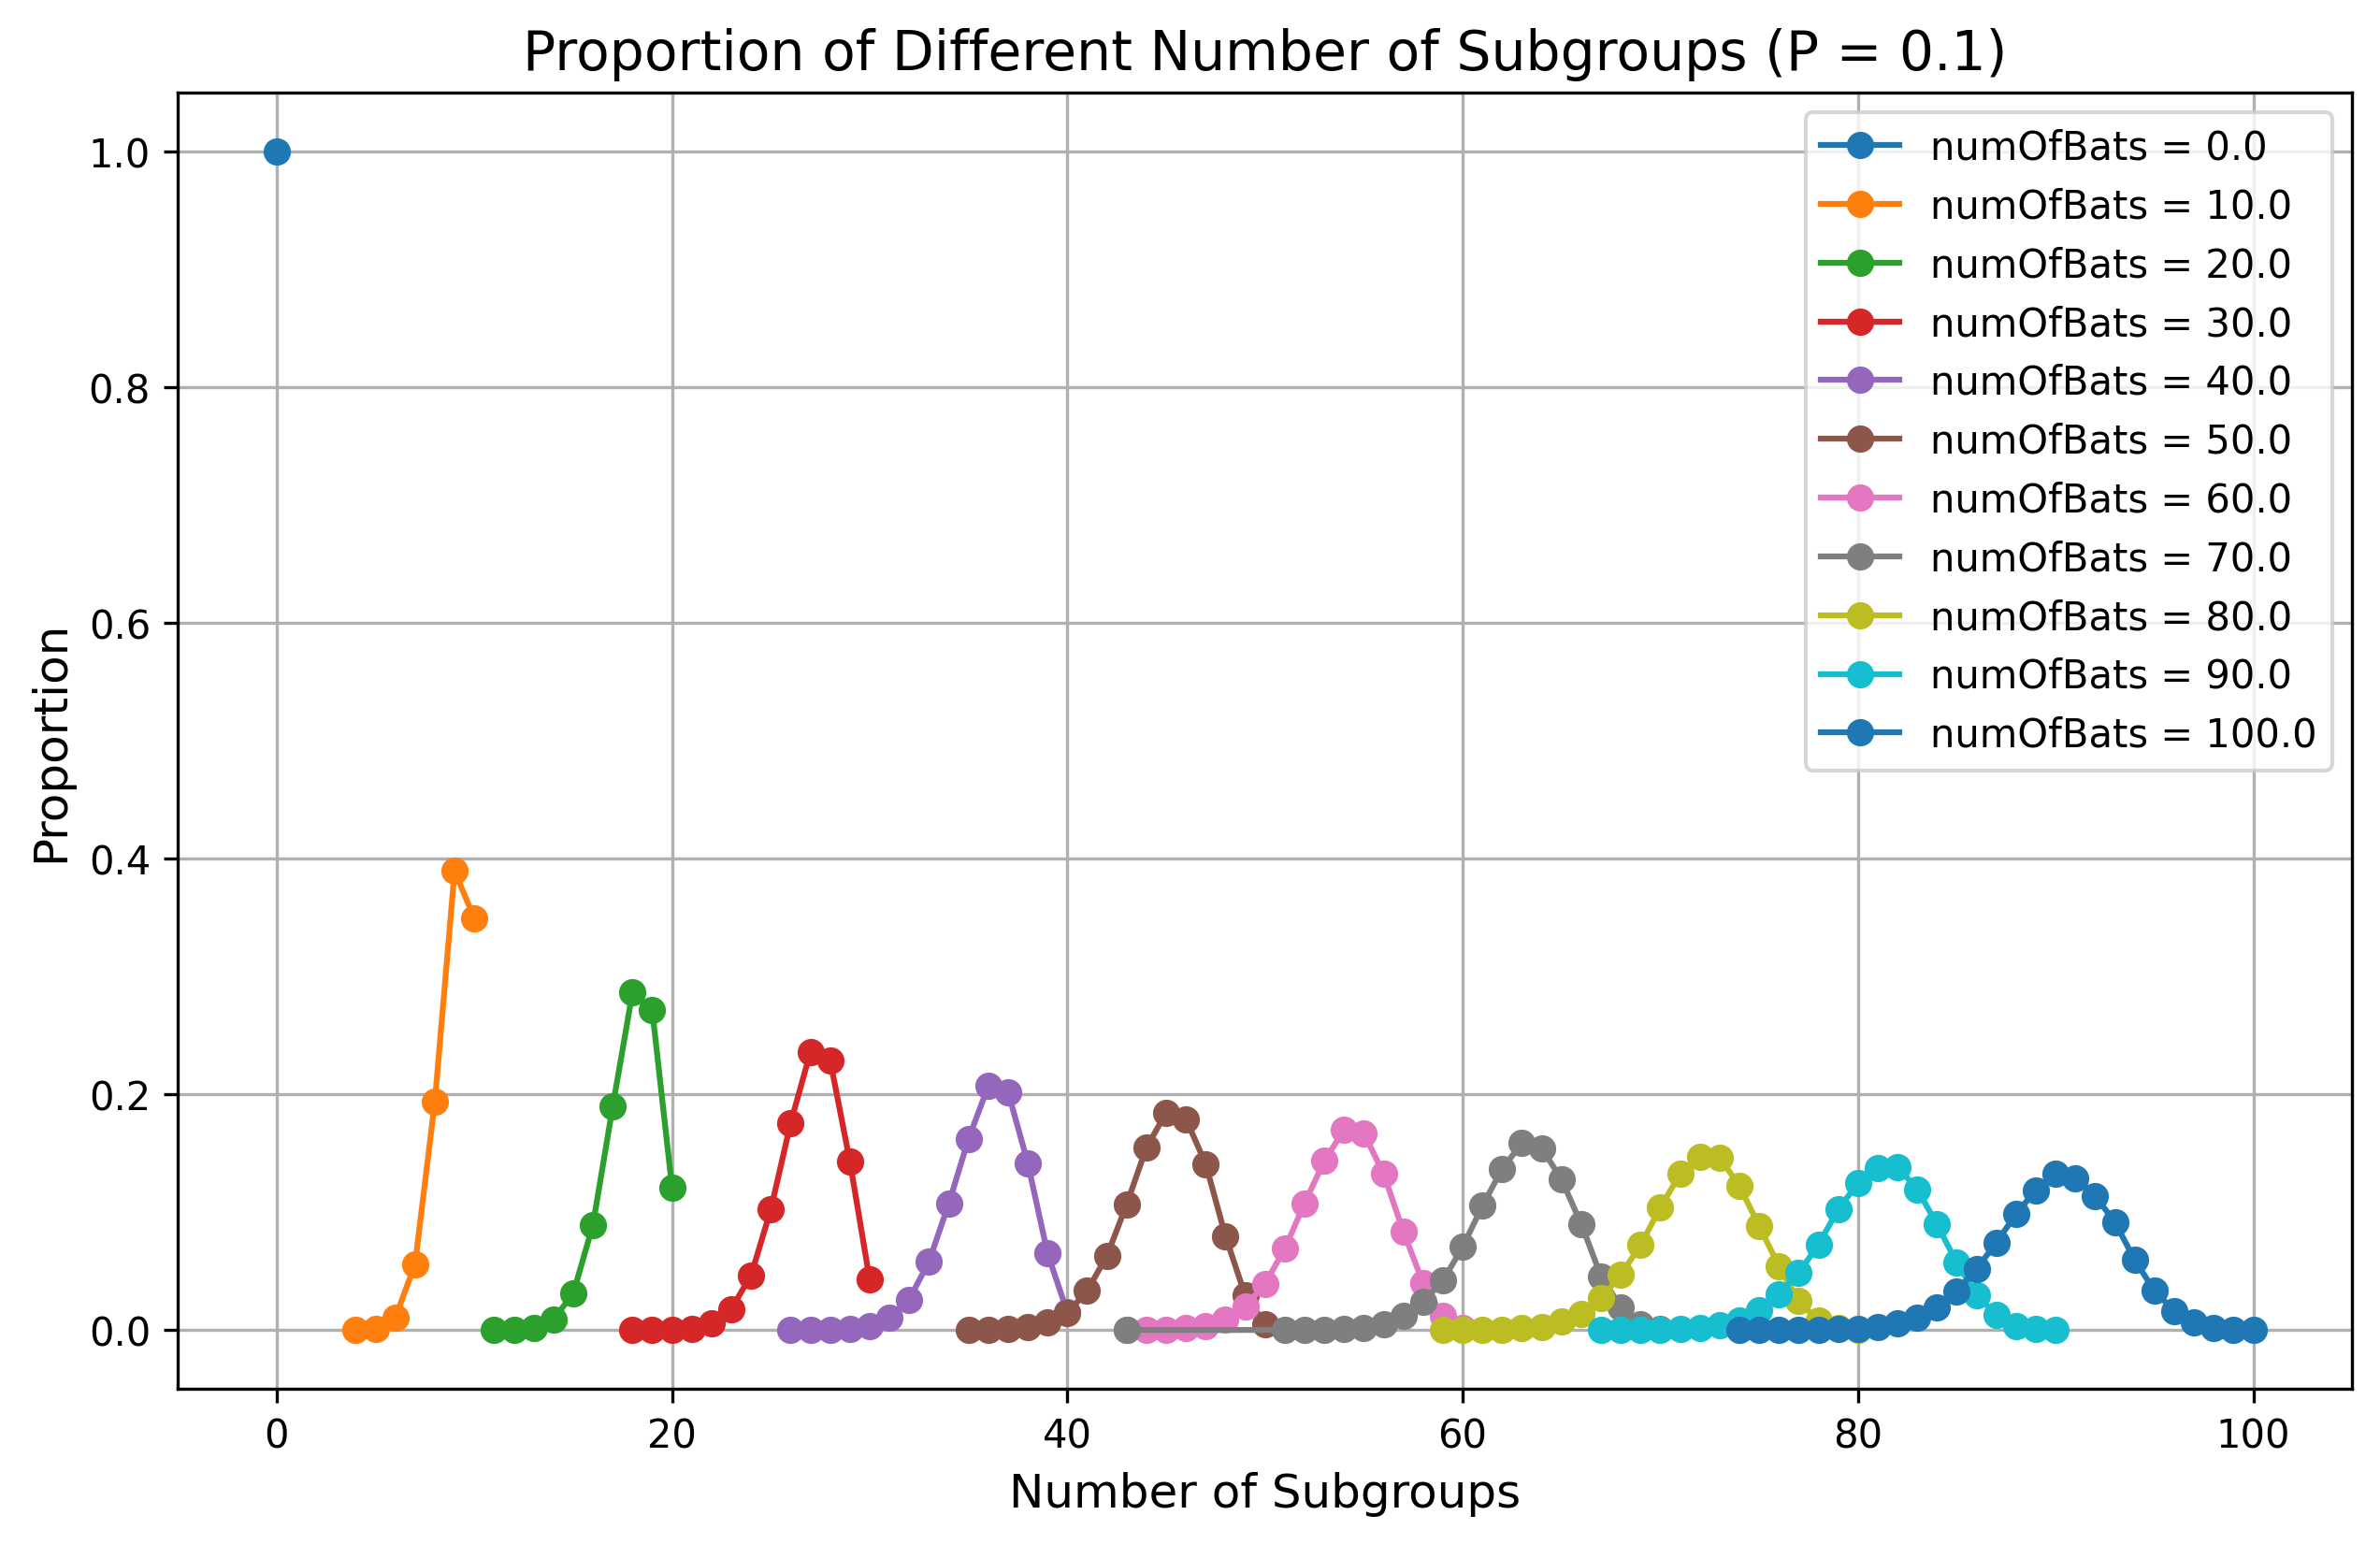 Proportion of Different Number of Subgroups (P = 0.1)
Proportion
1.0
0.8
0.6
0.4
0.2
0.0
numOfBats = 0.0
numOfBats = 10.0
numOfBats = 20.0
numOfBats = 30.0
numOfBats = 40.0
numOfBats = 50.0
numOfBats = 60.0
numOfBats = 70.0
numOfBats = 80.0
numOfBats = 90.0
numOfBats = 100.0
0 20 40 60 80 100
Number of Subgroups